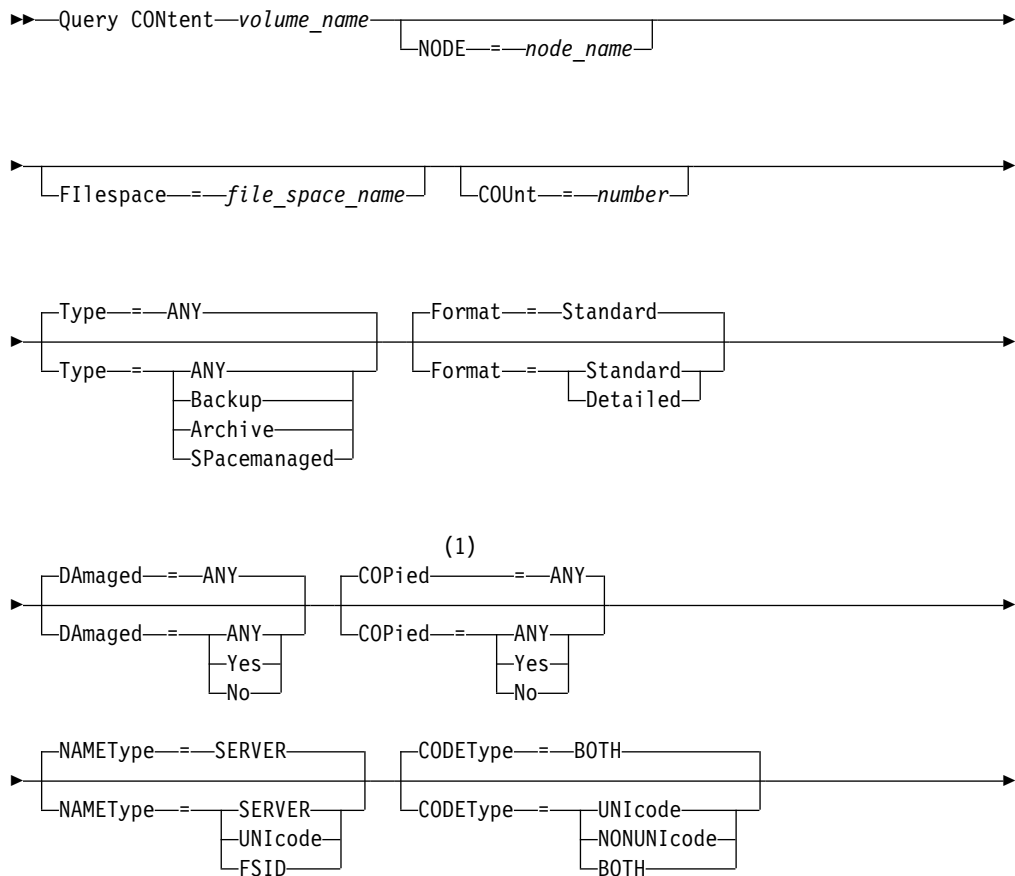 Query CONtent volume_name
NODE = node_name
FIlespace = file_space_name COUnt = number
Type = ANY Format = Standard
Type = ANY Format = Standard
Backup Detailed
Archive
SPacemanaged
(1)
DAmaged = ANY COPied = ANY
DAmaged = ANY COPied = ANY
Yes Yes
No No
NAMEType = SERVER CODEType = BOTH
NAMEType = SERVER CODEType = UNIcode
UNIcode NONUNIcode
FSID BOTH